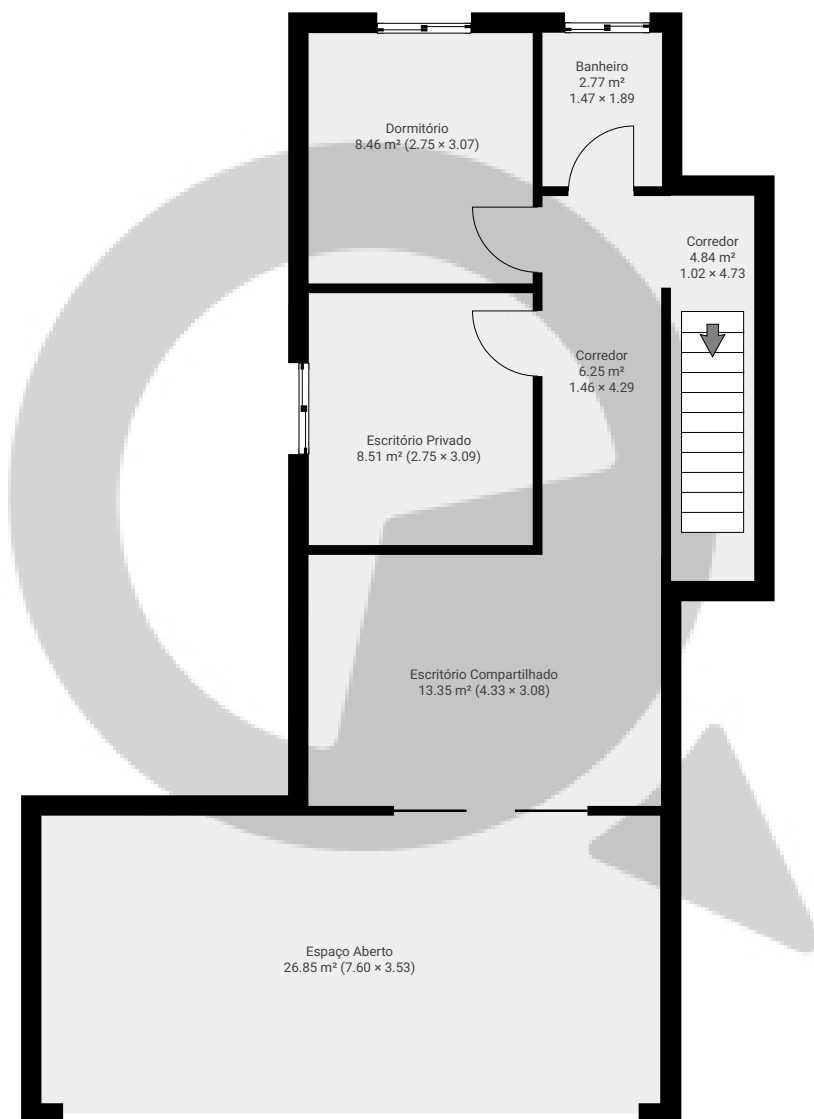 Banheiro
2.77 m²
1.47 × 1.89
Dormitório
8.46 m² (2.75 × 3.07)
Corredor
4.84 m²
1.02 × 4.73
Corredor
6.25 m²
1.46 × 4.29
Escritório Privado
8.51 m² (2.75 × 3.09)
Escritório Compartilhado
13.35 m² (4.33 × 3.08)
Espaço Aberto
26.85 m² (7.60 × 3.53)